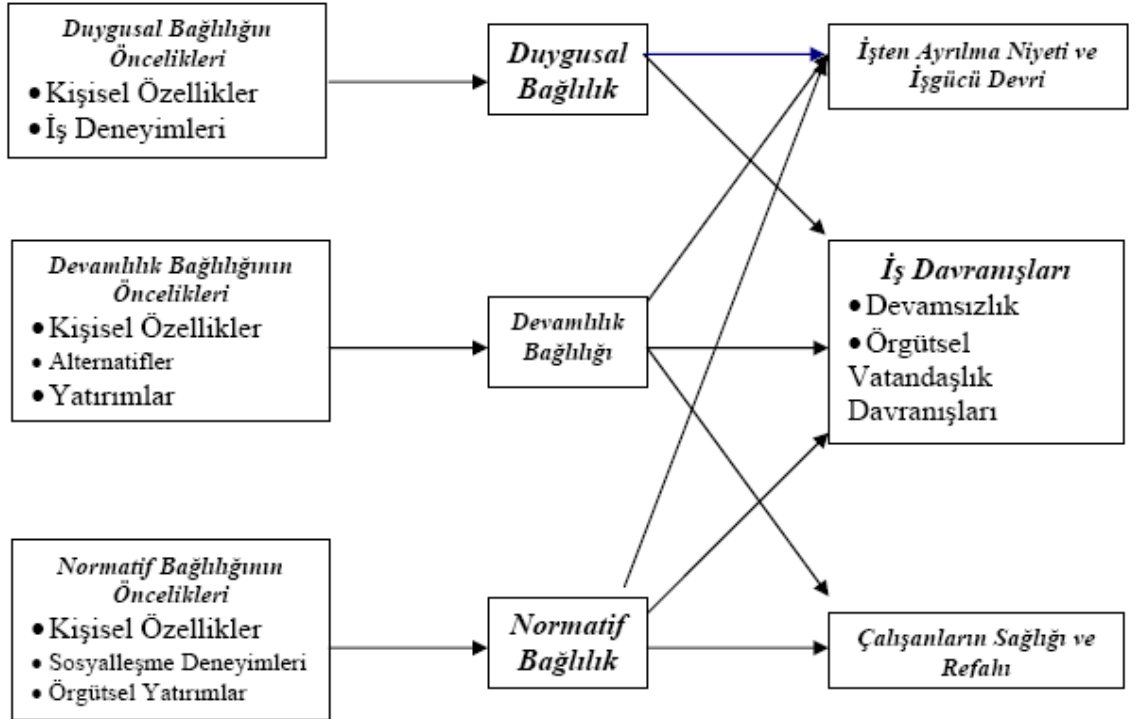 Duygusal Bağlılığın
Öncelikleri
• Kişisel Özellikler
• İş Deneyimleri
Duygusal
Bağlılık
İşten Ayrılma Niyeti ve
İşgücü Devri
Devamlılık Bağlılığının
Öncelikleri
• Kişisel Özellikler
• Alternatifler
• Yatırımlar
Devamlılık
Bağlılığı
İş Davranışları
• Devamsızlık
• Örgütsel
Vatandaşlık
Davranışları
Normatif Bağlılığının
Öncelikleri
• Kişisel Özellikler
• Sosyalleşme Deneyimleri
• Örgütsel Yatırımlar
Normatif
Bağlılık
Çalışanların Sağlığı ve
Refahı